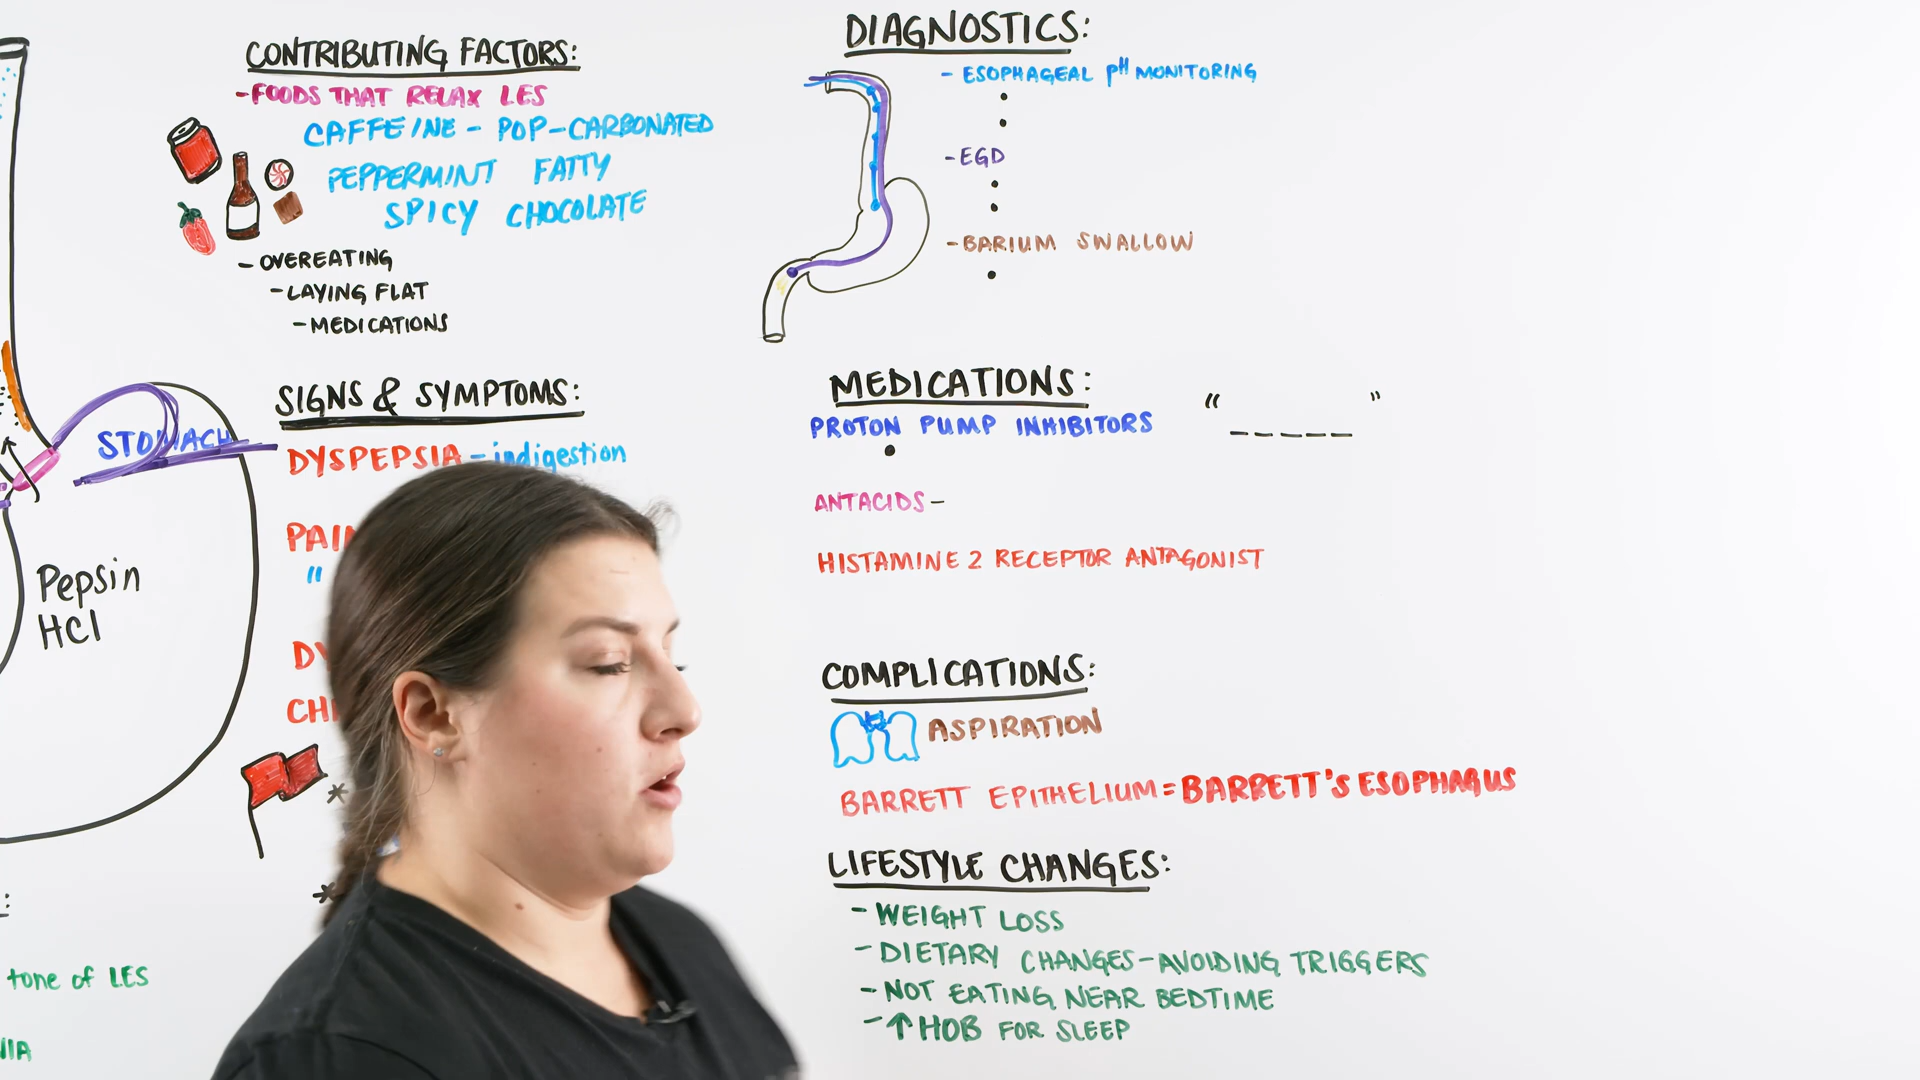 CONTRIBUTING FACTORS:
-FOODS THAT RELAX LES
CAFFEINE - POP-CARBONATED
PEPPERMINT FATTY
SPICY CHOCOLATE
- OVEREATING
-LAYING FLAT
-MEDICATIONS
SIGNS & SYMPTOMS:
DYSPEPSIA - indigestion
STOMACH
Pepsin
HCl
tone of LES
DIAGNOSTICS:
- ESOPHAGEAL pH MONITORING
-EGD
-BARIUM SWALLOW
MEDICATIONS:
PROTON PUMP INHIBITORS
"_____"
ANTACIDS-
HISTAMINE 2 RECEPTOR ANTAGONIST
COMPLICATIONS:
ASPIRATION
BARRETT EPITHELIUM = BARRETT'S ESOPHAGUS
LIFESTYLE CHANGES:
- WEIGHT LOSS
- DIETARY CHANGES-AVOIDING TRIGGERS
- NOT EATING NEAR BEDTIME
- ↑ HOB FOR SLEEP